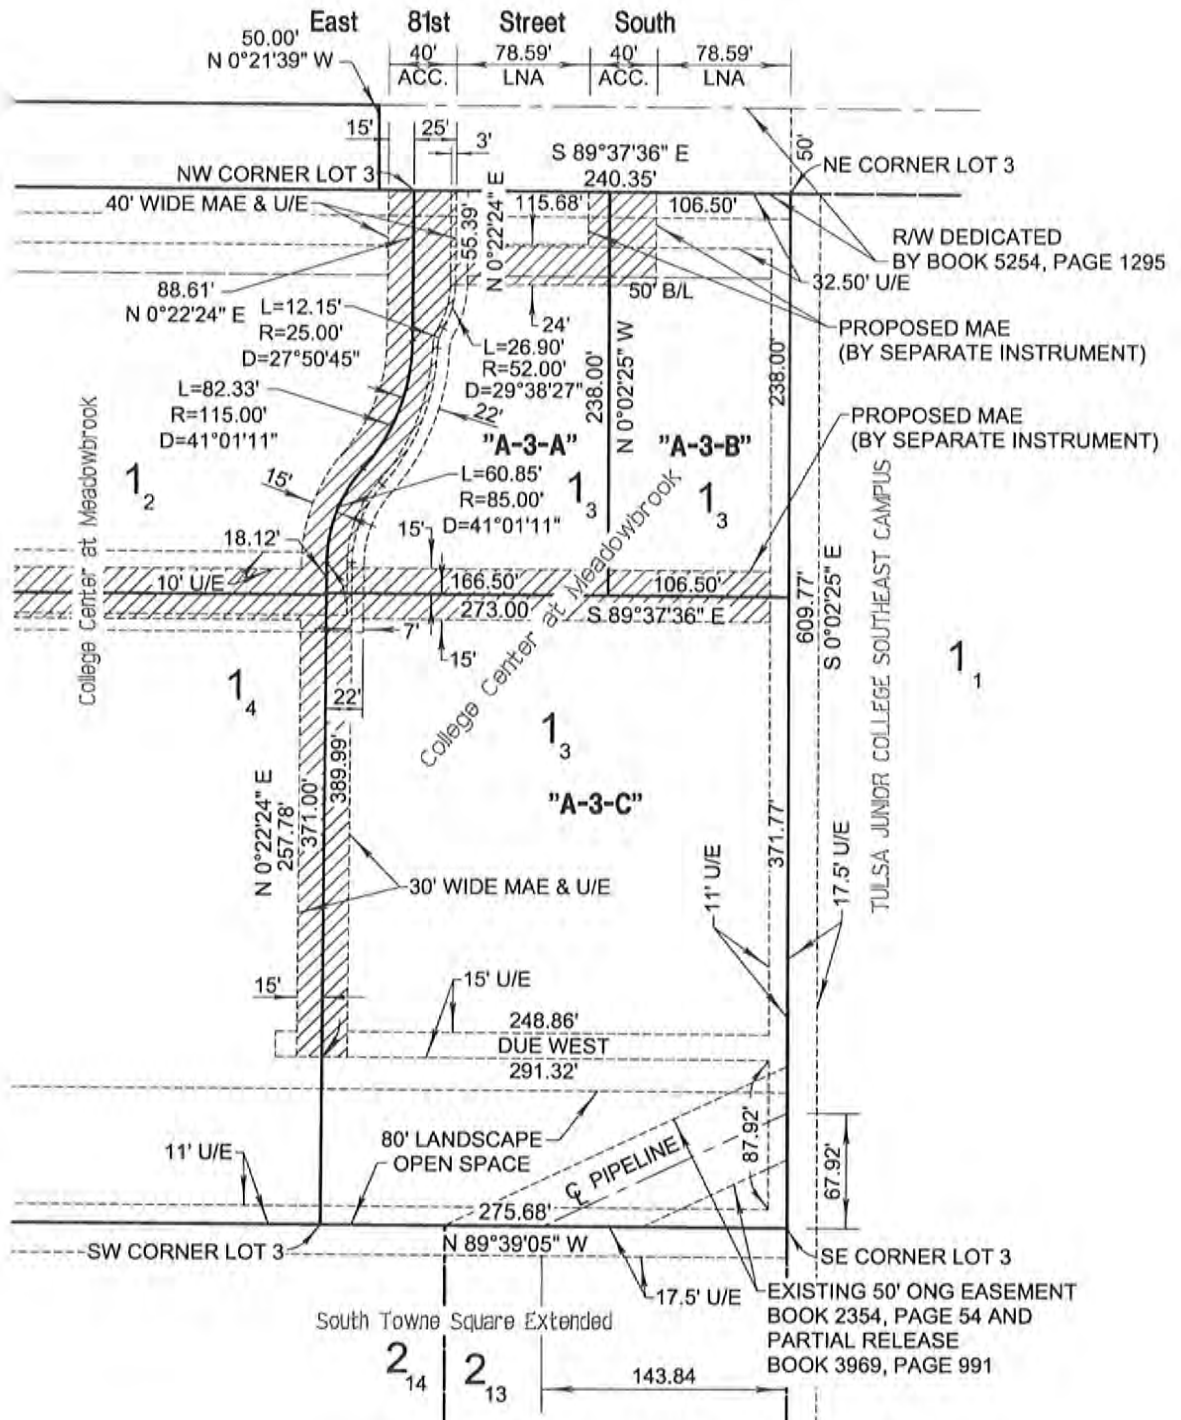 East 81st Street South
50.00'
N 0°21'39" W
40' 78.59' 40' 78.59'
ACC. LNA ACC. LNA
15' 25' 3'
50'
S 89°37'36" E
240.35'
NW CORNER LOT 3
NE CORNER LOT 3
40' WIDE MAE & U/E
55.39'
N 0°22'24" E
115.68' 106.50'
R/W DEDICATED
BY BOOK 5254, PAGE 1295
88.61'
N 0°22'24" E
32.50' U/E
50' B/L
24'
L=12.15'
R=25.00'
D=27°50'45"
L=26.90'
R=52.00'
D=29°38'27"
PROPOSED MAE
(BY SEPARATE INSTRUMENT)
238.00'
N 0°02'25" W
238.00'
L=82.33'
R=115.00'
D=41°01'11"
22'
PROPOSED MAE
(BY SEPARATE INSTRUMENT)
"A-3-A"
"A-3-B"
College Center at Meadowbrook
1 2
15'
L=60.85'
R=85.00'
D=41°01'11"
1 3
1 3
15'
18.12'
10' U/E
166.50' 106.50'
273.00 S 89°37'36" E
7'
15'
College Center at Meadowbrook
609.77'
S 0°02'25" E
TULSA JUNIOR COLLEGE SOUTHEAST CAMPUS
1 1
1 4
22'
1 3
"A-3-C"
N 0°22'24" E
257.78'
371.00'
389.99'
371.77'
30' WIDE MAE & U/E
11' U/E
17.5' U/E
15'
15' U/E
248.86'
DUE WEST
291.32'
80' LANDSCAPE
OPEN SPACE
11' U/E
℄ PIPELINE
87.92'
67.92'
275.68'
N 89°39'05" W
SW CORNER LOT 3
SE CORNER LOT 3
17.5' U/E
EXISTING 50' ONG EASEMENT
BOOK 2354, PAGE 54 AND
PARTIAL RELEASE
BOOK 3969, PAGE 991
South Towne Square Extended
2 14
2 13
143.84